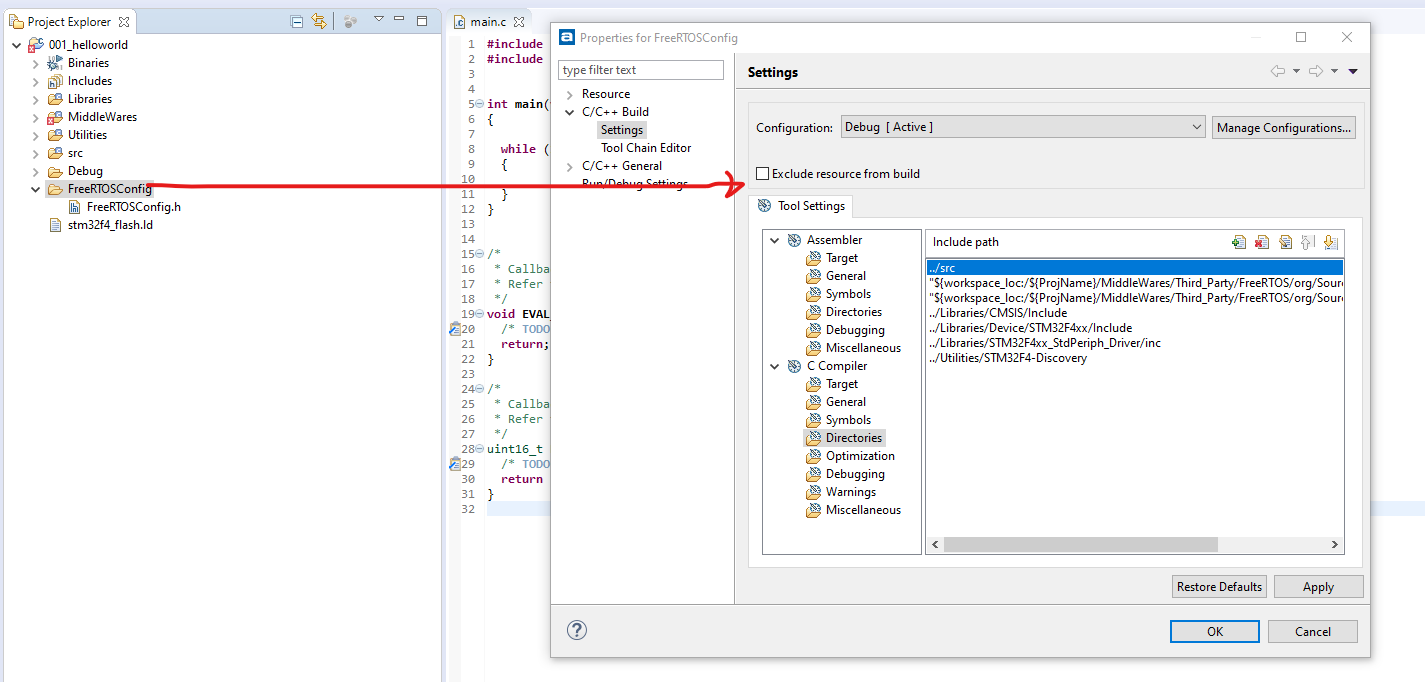 Project Explorer
001_helloworld
Binaries
Includes
Libraries
MiddleWares
Utilities
src
Debug
FreeRTOSConfig
FreeRTOSConfig.h
stm32f4_flash.ld
main.c
1 #include
2 #include
3
4
5 int main(
6 {
7
8 while (
9 {
10
11 }
12 }
13
14
15 /*
16 * Callba
17 * Refer
18 */
19 void EVAL
20 /* TODO
21 return;
22 }
23
24 /*
25 * Callba
26 * Refer
27 */
28 uint16_t
29 /* TODO
30 return
31 }
32
Properties for FreeRTOSConfig
type filter text
Resource
C/C++ Build
Settings
Tool Chain Editor
C/C++ General
Run/Debug Settings
Settings
Configuration: Debug [ Active ] Manage Configurations...
Exclude resource from build
Tool Settings
Assembler
Target
General
Symbols
Directories
Debugging
Miscellaneous
C Compiler
Target
General
Symbols
Directories
Optimization
Debugging
Warnings
Miscellaneous
Include path
../src
"${workspace_loc:/${ProjName}/MiddleWares/Third_Party/FreeRTOS/org/Sour
"${workspace_loc:/${ProjName}/MiddleWares/Third_Party/FreeRTOS/org/Sour
../Libraries/CMSIS/Include
../Libraries/Device/STM32F4xx/Include
../Libraries/STM32F4xx_StdPeriph_Driver/inc
../Utilities/STM32F4-Discovery
Restore Defaults Apply
OK Cancel